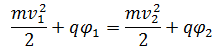 mv₁²/2 + qφ₁ = mv₂²/2 + qφ₂